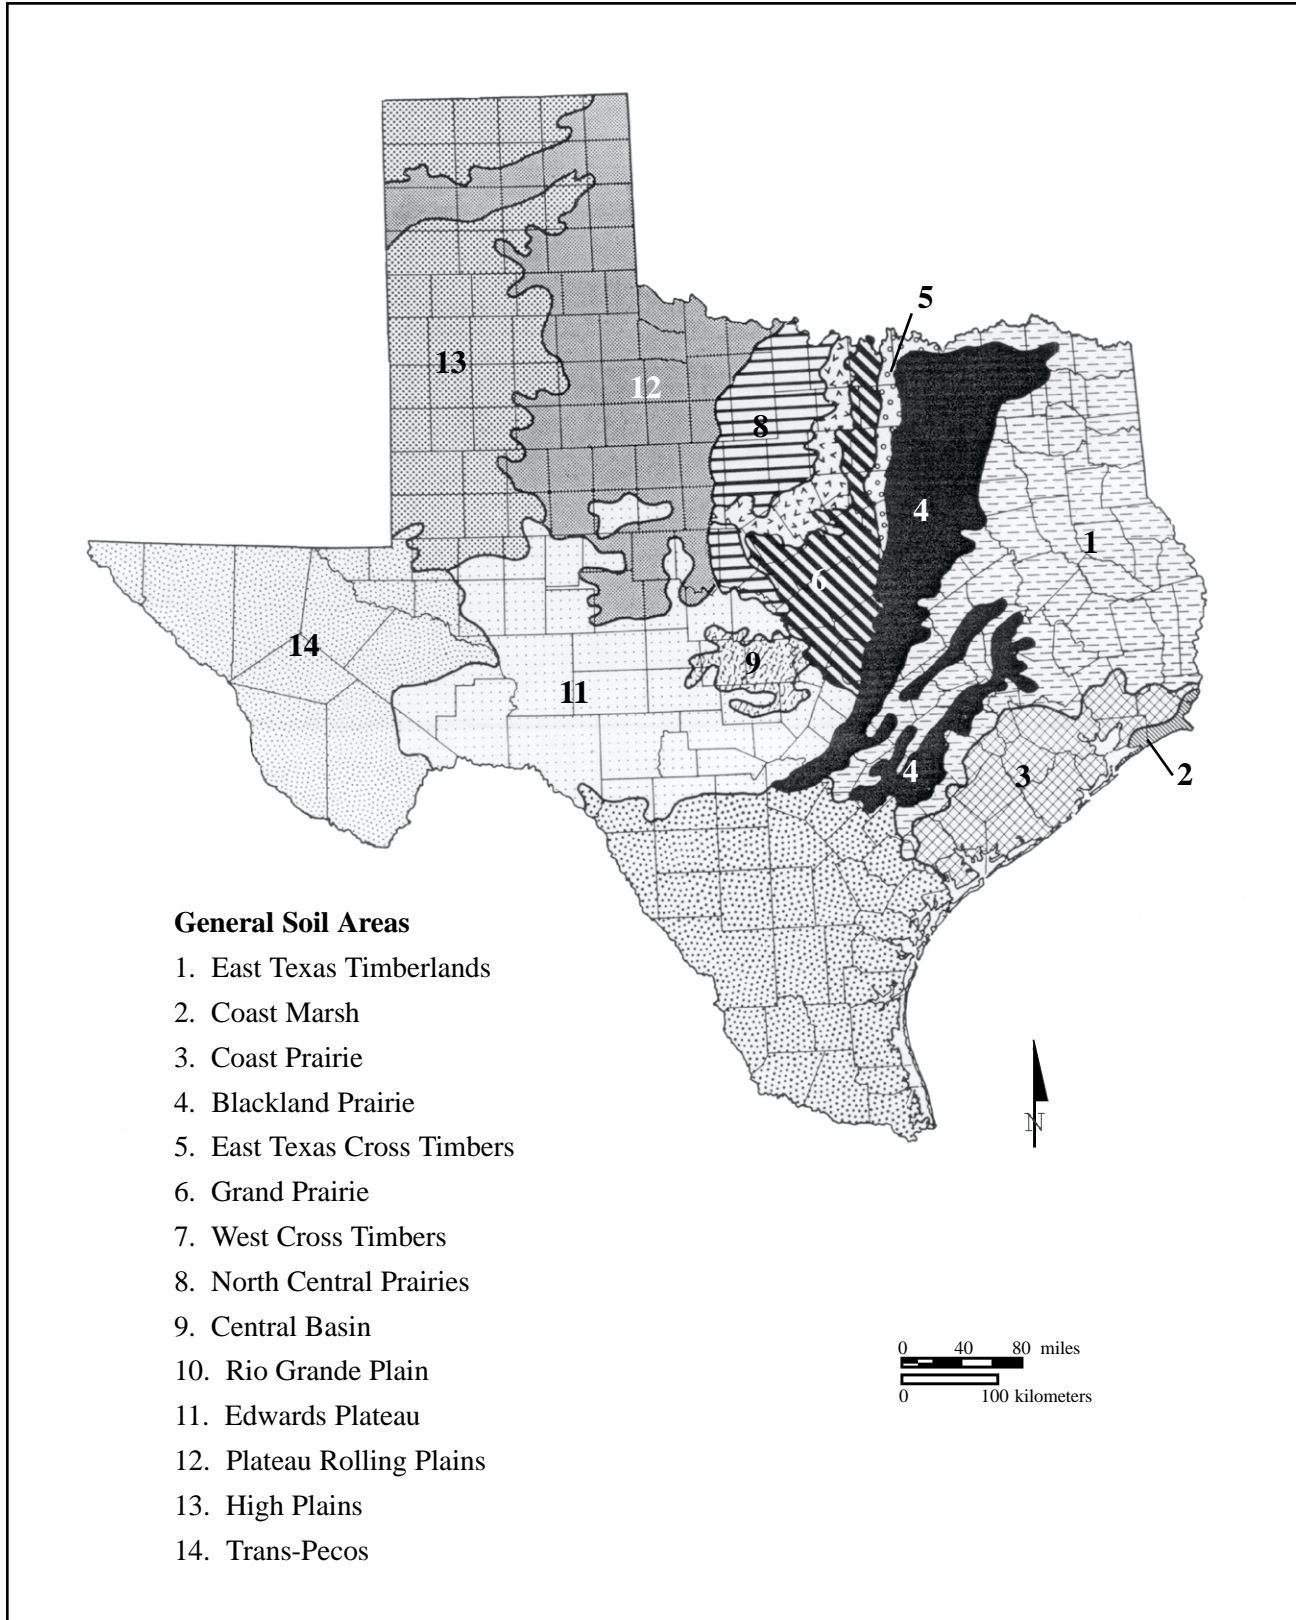 5
13
12
8
4
1
6
14
9
11
4
3
2
General Soil Areas
1. East Texas Timberlands
2. Coast Marsh
3. Coast Prairie
4. Blackland Prairie
5. East Texas Cross Timbers
6. Grand Prairie
7. West Cross Timbers
8. North Central Prairies
9. Central Basin
10. Rio Grande Plain
11. Edwards Plateau
12. Plateau Rolling Plains
13. High Plains
14. Trans-Pecos
N
0 40 80 miles
0 100 kilometers